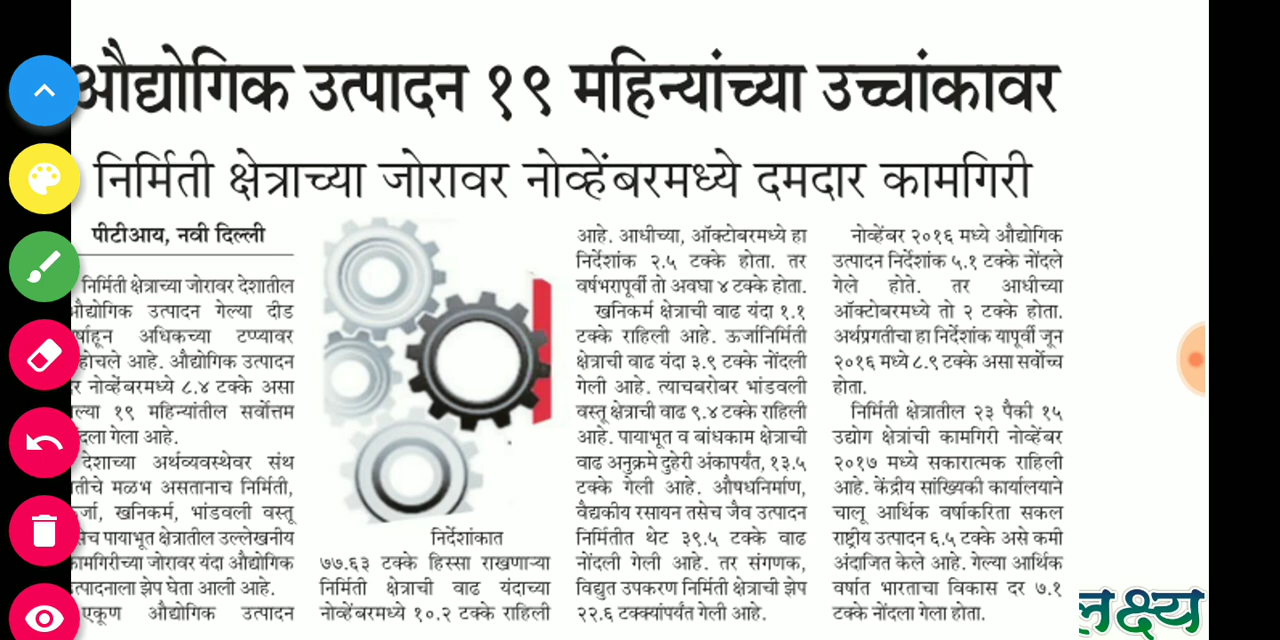 औद्योगिक उत्पादन १९ महिन्यांच्या उच्चांकावर
निर्मिती क्षेत्राच्या जोरावर नोव्हेंबरमध्ये दमदार कामगिरी
पीटीआय, नवी दिल्ली
निर्मिती क्षेत्राच्या जोरावर देशातील
औद्योगिक उत्पादन गेल्या दीड
अधिकच्या टप्प्यावर
आहे. औद्योगिक उत्पादन
नोव्हेंबरमध्ये ८.४ टक्के असा
१९ महिन्यांतील सर्वोत्तम
गेला आहे.
देशाच्या अर्थव्यवस्थेवर संथ
मळभ असतानाच निर्मिती,
खनिकर्म, भांडवली वस्तू
पायाभूत क्षेत्रातील उल्लेखनीय
कामगिरीच्या जोरावर यंदा औद्योगिक
उत्पादनाला झेप घेता आली आहे.
एकूण औद्योगिक उत्पादन
निर्देशांकात
७७.६३ टक्के हिस्सा राखणाऱ्या
निर्मिती क्षेत्राची वाढ यंदाच्या
नोव्हेंबरमध्ये १०.२ टक्के राहिली
आहे. आधीच्या, ऑक्टोबरमध्ये हा
निर्देशांक २.५ टक्के होता. तर
वर्षभरापूर्वी तो अवघा ४ टक्के होता.
खनिकर्म क्षेत्राची वाढ यंदा १.१
टक्के राहिली आहे. ऊर्जानिर्मिती
क्षेत्राची वाढ यंदा ३.९ टक्के नोंदली
गेली आहे. त्याचबरोबर भांडवली
वस्तू क्षेत्राची वाढ ९.४ टक्के राहिली
आहे. पायाभूत व बांधकाम क्षेत्राची
वाढ अनुक्रमे दुहेरी अंकापर्यंत, १३.५
टक्के गेली आहे. औषधनिर्माण,
वैद्यकीय रसायन तसेच जैव उत्पादन
निर्मितीत थेट ३९.५ टक्के वाढ
नोंदली गेली आहे. तर संगणक,
विद्युत उपकरण निर्मिती क्षेत्राची झेप
२२.६ टक्क्यांपर्यंत गेली आहे.
नोव्हेंबर २०१६ मध्ये औद्योगिक
उत्पादन निर्देशांक ५.१ टक्के नोंदले
गेले होते. तर आधीच्या
ऑक्टोबरमध्ये तो २ टक्के होता.
अर्थप्रगतीचा हा निर्देशांक यापूर्वी जून
२०१६ मध्ये ८.९ टक्के असा सर्वोच्च
होता.
निर्मिती क्षेत्रातील २३ पैकी १५
उद्योग क्षेत्रांची कामगिरी नोव्हेंबर
२०१७ मध्ये सकारात्मक राहिली
आहे. केंद्रीय सांख्यिकी कार्यालयाने
चालू आर्थिक वर्षाकरिता सकल
राष्ट्रीय उत्पादन ६.५ टक्के असे कमी
अंदाजित केले आहे. गेल्या आर्थिक
वर्षात भारताचा विकास दर ७.१
टक्के नोंदला गेला होता.
लक्ष्य